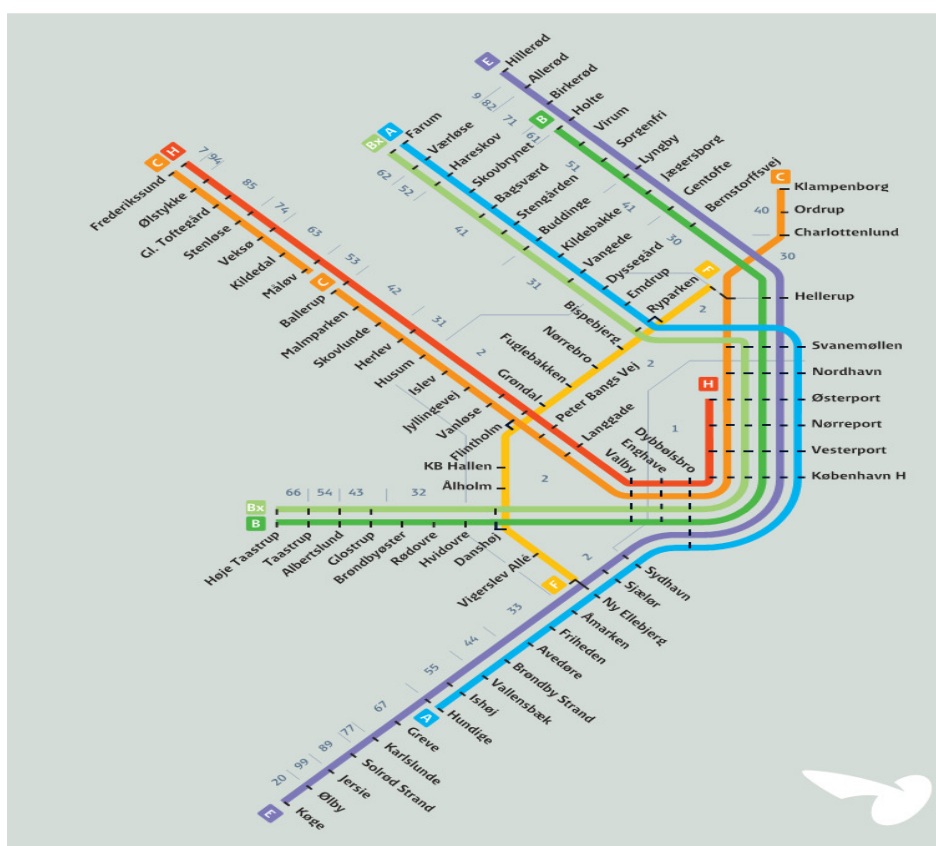 E
Hillerød
Allerød
Birkerød
Holte
Virum
Sorgenfri
Lyngby
Jægersborg
Gentofte
Bernstorffsvej
9
82
71
61
51
41
30
B
Bx
A
Farum
Værløse
Hareskov
Skovbrynet
Bagsværd
Stengården
Buddinge
Kildebakke
Vangede
Dyssegård
Emdrup
Ryparken
62
52
41
31
2
C
Klampenborg
Ordrup
Charlottenlund
40
30
Hellerup
Svanemøllen
Nordhavn
Østerport
Nørreport
Vesterport
København H
C
H
7
94
85
74
63
53
42
31
2
Frederikssund
Ølstykke
Gl. Toftegård
Stenløse
Veksø
Kildedal
Måløv
C
Ballerup
Malmparken
Skovlunde
Herlev
Husum
Islev
Jyllingevej
Vanløse
Flintholm
Peter Bangs Vej
Langgade
Valby
Enghave
Dybbølsbro
H
1
F
2
Bispebjerg
Nørrebro
Fuglebakken
Grøndal
KB Hallen
Ålholm
2
Bx
B
66
54
43
32
Høje Taastrup
Taastrup
Albertslund
Glostrup
Brøndbyøster
Rødovre
Hvidovre
Danshøj
Vigerslev Allé
F
2
Sydhavn
Sjælør
Ny Ellebjerg
Åmarken
Friheden
Avedøre
Brøndby Strand
Vallensbæk
Ishøj
Hundige
A
33
44
55
67
77
89
99
20
Greve
Karlslunde
Solrød Strand
Jersie
Ølby
Køge
E